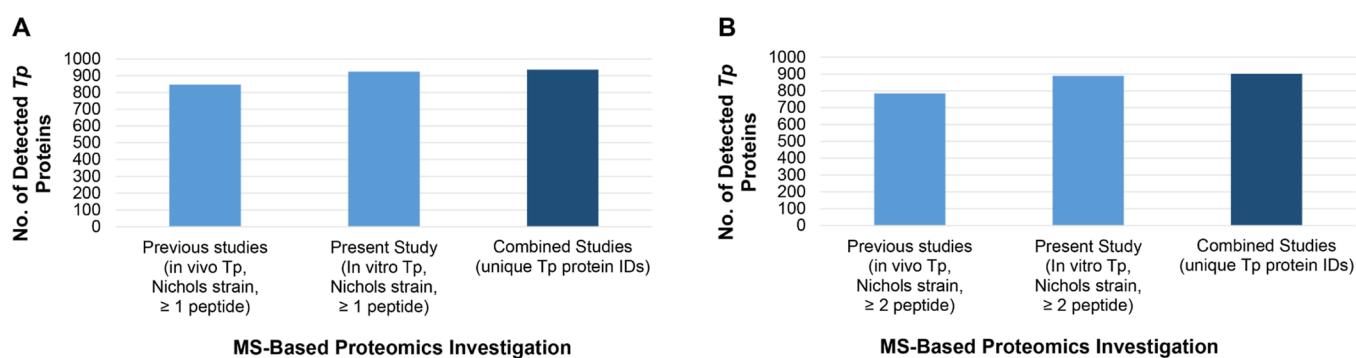 A
No. of Detected Tp
Proteins
1000
900
800
700
600
500
400
300
200
100
0
Previous studies
(in vivo Tp,
Nichols strain,
≥ 1 peptide)
Present Study
(In vitro Tp,
Nichols strain,
≥ 1 peptide)
Combined Studies
(unique Tp protein IDs)
MS-Based Proteomics Investigation
B
No. of Detected Tp
Proteins
1000
900
800
700
600
500
400
300
200
100
0
Previous studies
(in vivo Tp,
Nichols strain,
≥ 2 peptide)
Present Study
(In vitro Tp,
Nichols strain,
≥ 2 peptide)
Combined Studies
(unique Tp protein IDs)
MS-Based Proteomics Investigation